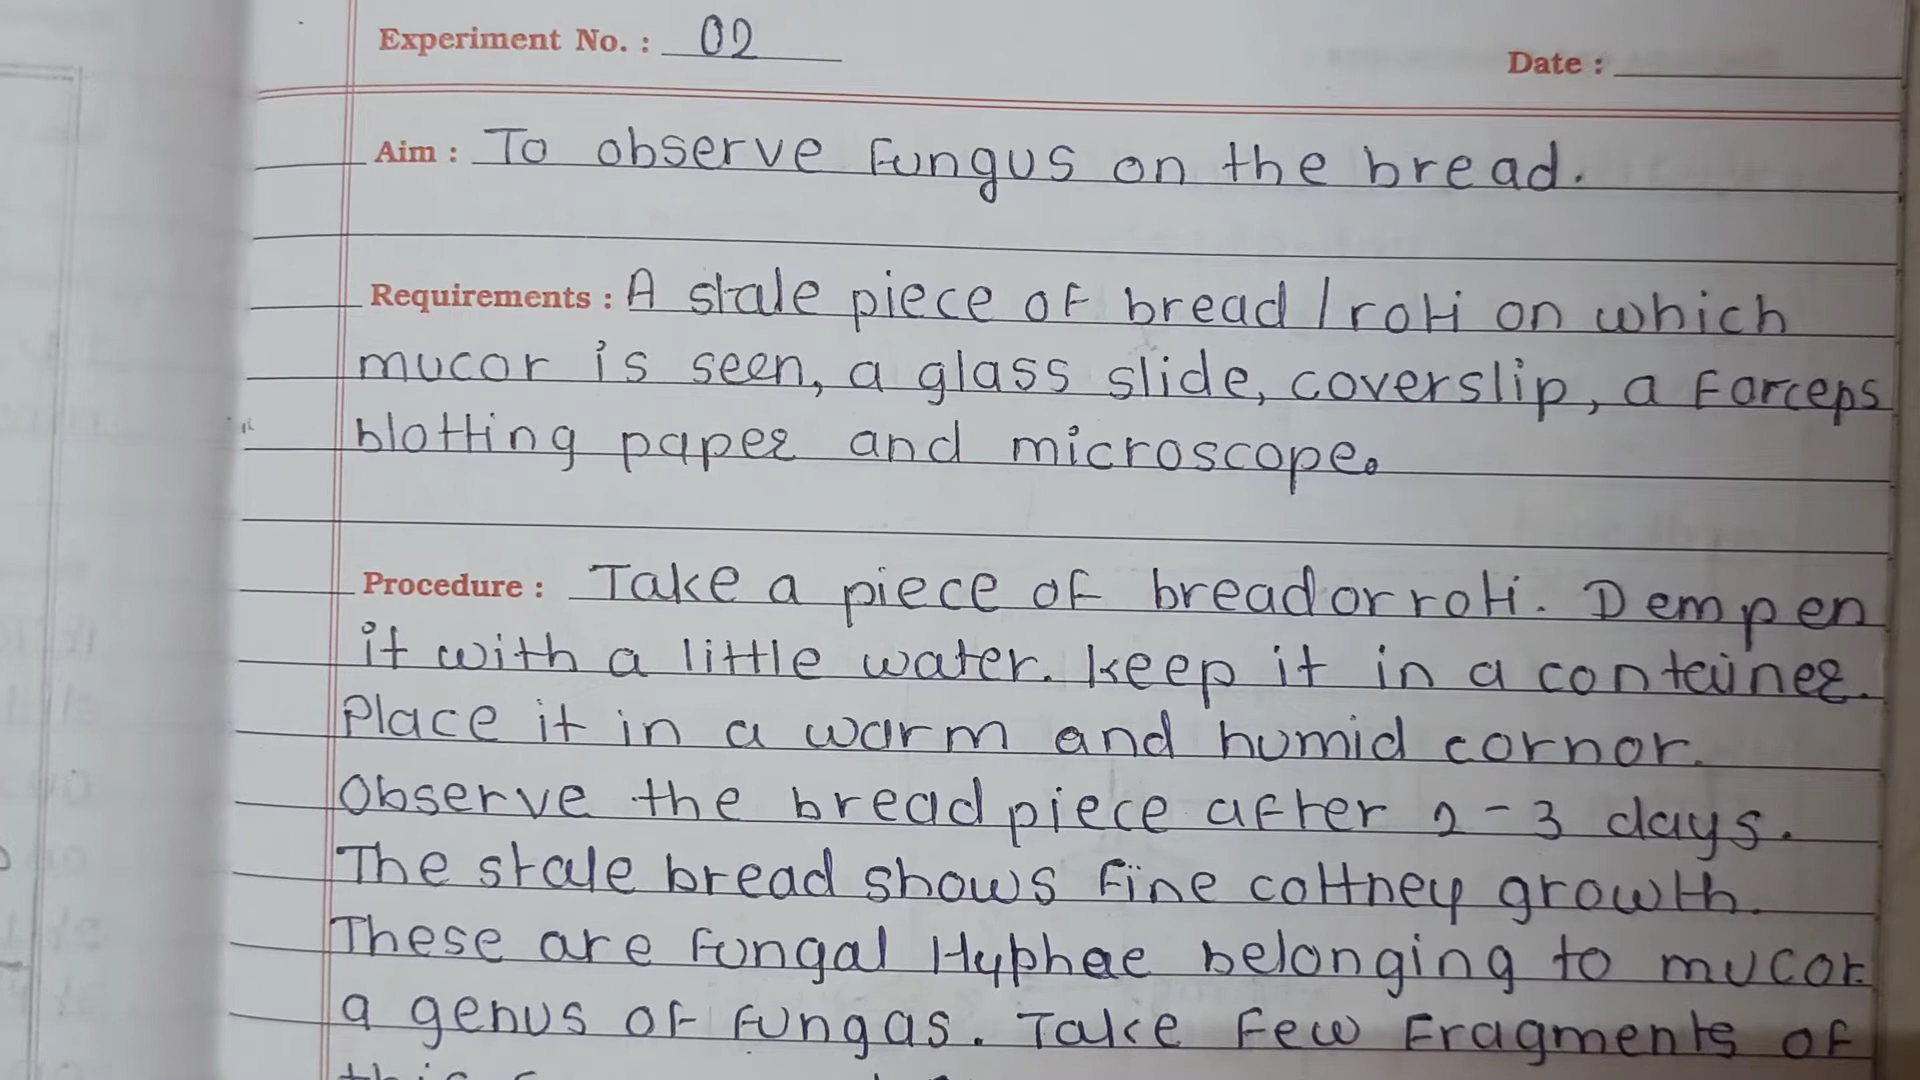 Experiment No. : 02
Date :
Aim : To observe fungus on the bread.
Requirements : A stale piece of bread / roti on which
mucor is seen, a glass slide, coverslip, a forceps
blotting paper and microscope.
Procedure : Take a piece of bread or roti. Dempen
it with a little water. keep it in a container.
Place it in a warm and humid cornor.
Observe the bread piece after 2-3 days.
The stale bread shows fine cottney growth.
These are fungal Hyphae belonging to mucor
a genus of fungas. Take few fragments of